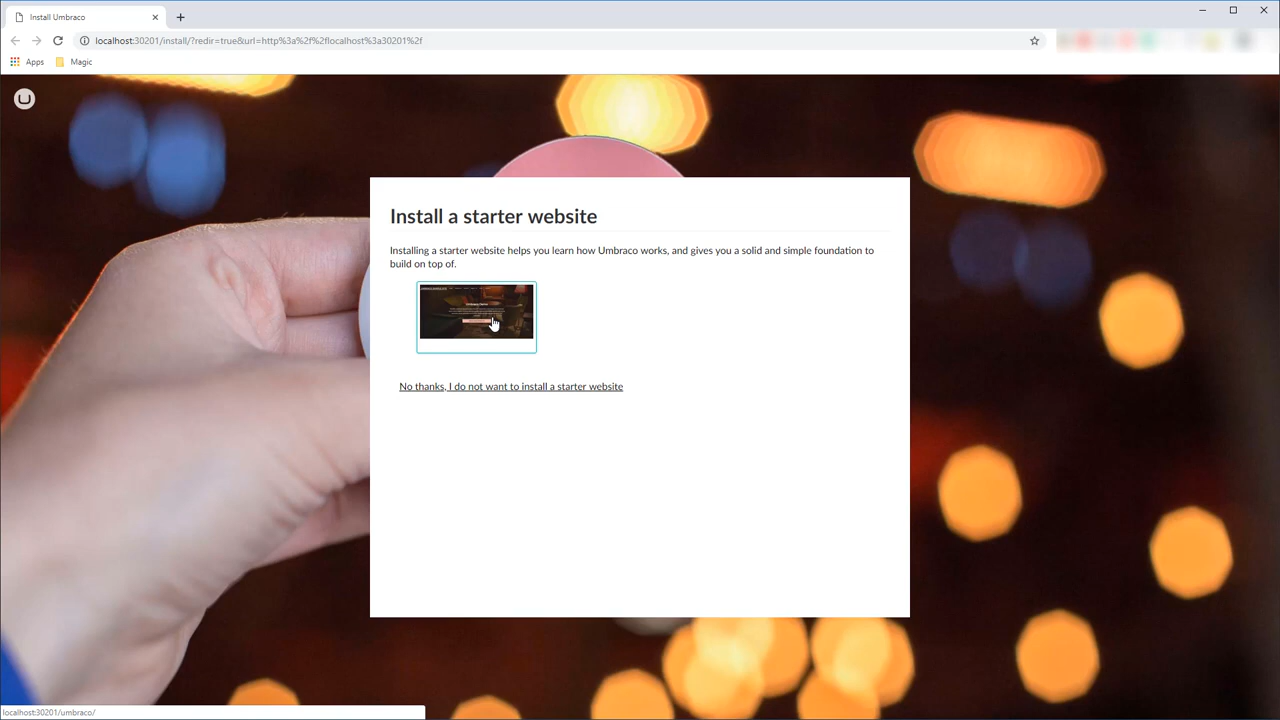 Install Umbraco
localhost:30201/install/?redir=true&url=http%3a%2f%2flocalhost%3a30201%2f
Apps
Magic
Install a starter website
Installing a starter website helps you learn how Umbraco works, and gives you a solid and simple foundation to
build on top of.
No thanks, I do not want to install a starter website
localhost:30201/umbraco/